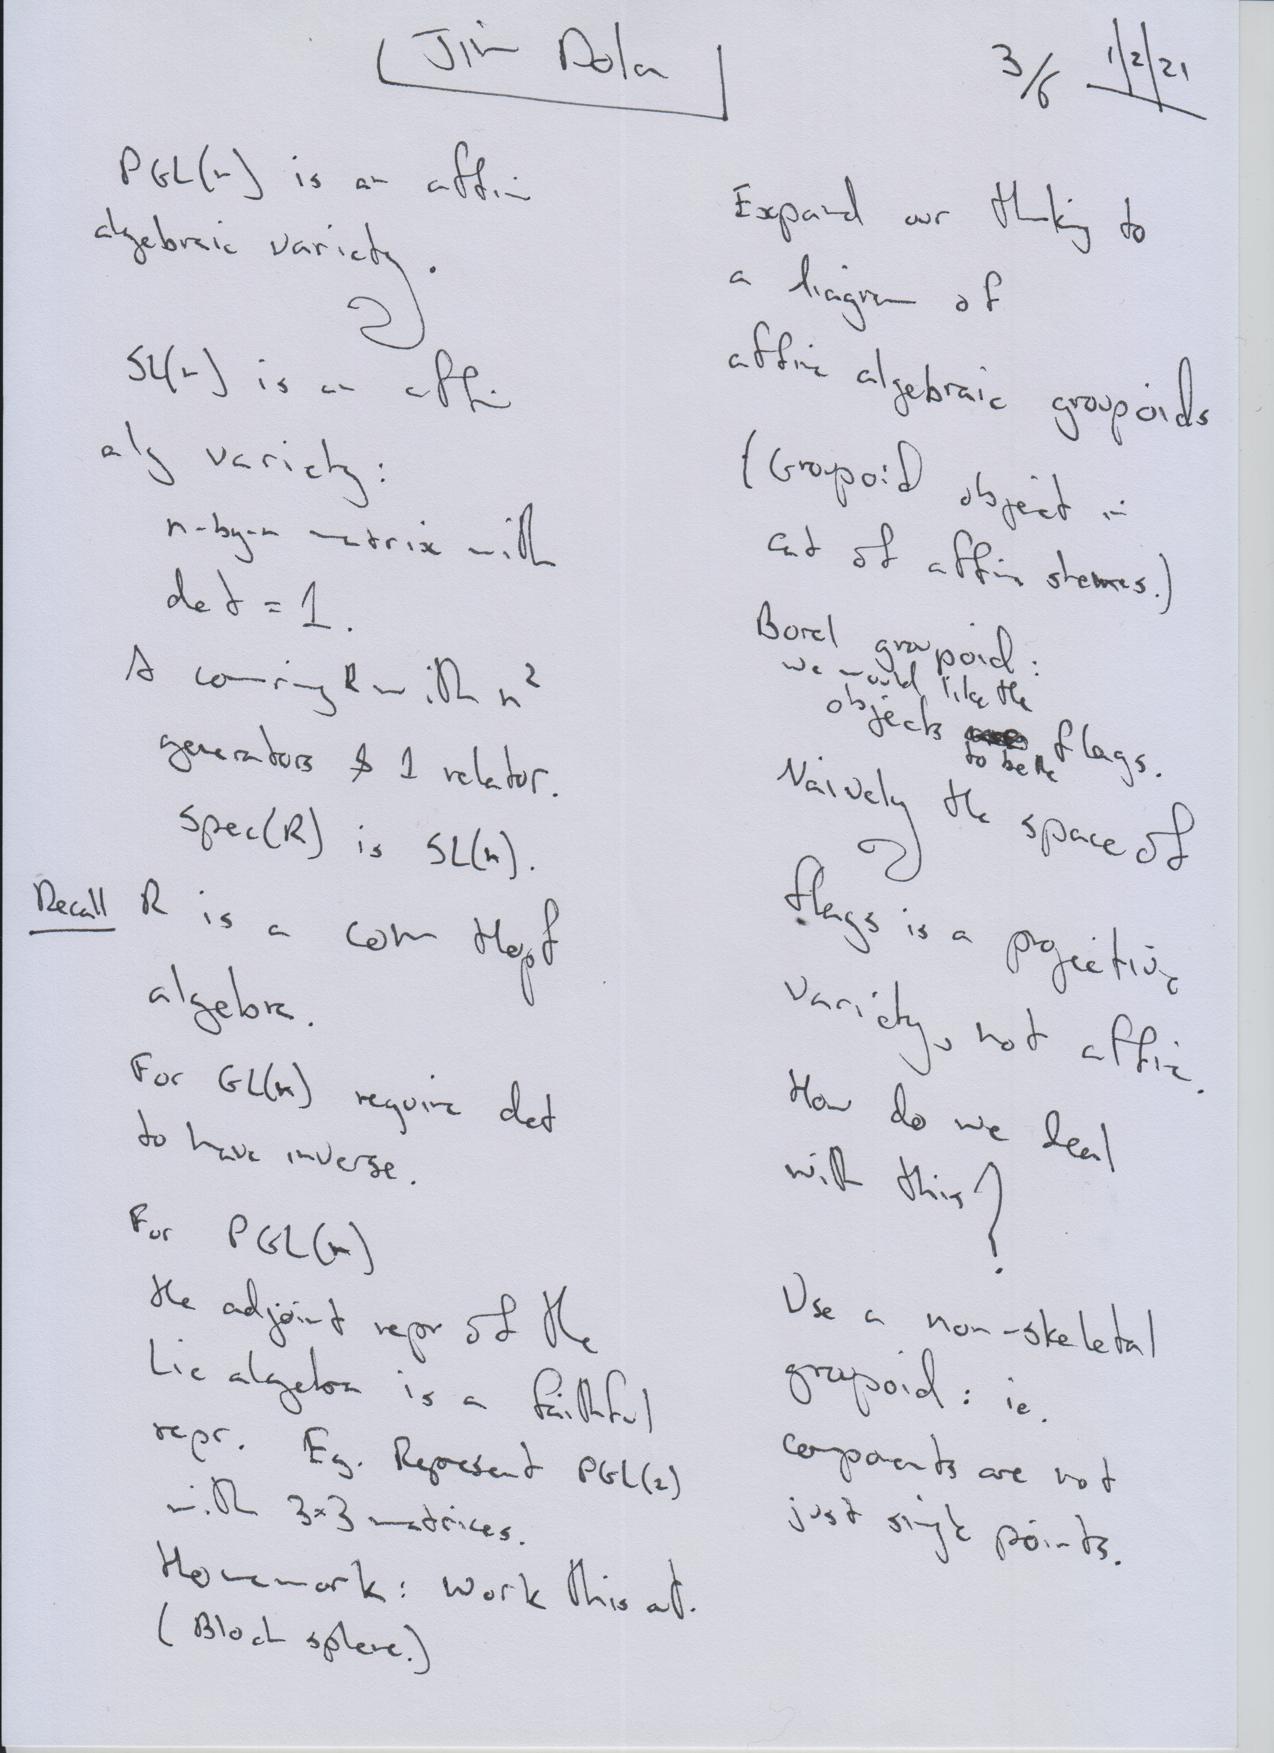 Jim Dolan
3/6 1/2/21
PGL(n) is an affine
algebraic variety.
SL(n) is an affine
alg variety:
n-by-n matrix with
det = 1.
A comm ring R with n²
generators & 1 relator.
Spec(R) is SL(n).
Recall R is a com Hopf
algebra.
For GL(n) require det
to have inverse.
For PGL(n)
the adjoint repr of the
Lie algebra is a faithful
repr. Eg. Represent PGL(2)
with 3×3 matrices.
Homework: work this out.
(Bloch sphere.)
Expand our thinking to
a diagram of
affine algebraic groupoids
(Groupoid object in
cat of affine schemes.)
Borel groupoid:
we would like the
objects to be the flags.
Naively the space of
flags is a projective
variety, not affine.
How do we deal
with this?
Use a non-skeletal
groupoid: ie.
components are not
just single points.